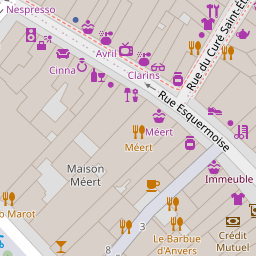 Nespresso
Avril
Cinna
Clarins
Rue du Curé Saint-Ét
Rue Esquermoise
Méert
Méert
Maison
Méert
Immeuble
o Marot
8
3
Le Barbue
d'Anvers
Crédit
Mutuel